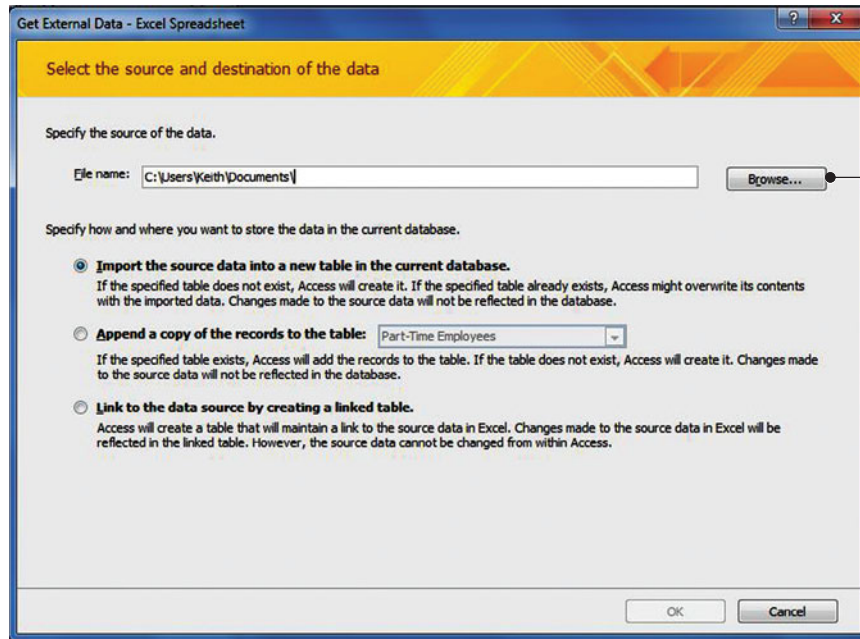 Get External Data - Excel Spreadsheet
Select the source and destination of the data
Specify the source of the data.
File name: C:\Users\Keith\Documents\
Browse...
Specify how and where you want to store the data in the current database.
Import the source data into a new table in the current database.
If the specified table does not exist, Access will create it. If the specified table already exists, Access might overwrite its contents
with the imported data. Changes made to the source data will not be reflected in the database.
Append a copy of the records to the table: Part-Time Employees
If the specified table exists, Access will add the records to the table. If the table does not exist, Access will create it. Changes made
to the source data will not be reflected in the database.
Link to the data source by creating a linked table.
Access will create a table that will maintain a link to the source data in Excel. Changes made to the source data in Excel will be
reflected in the linked table. However, the source data cannot be changed from within Access.
OK Cancel